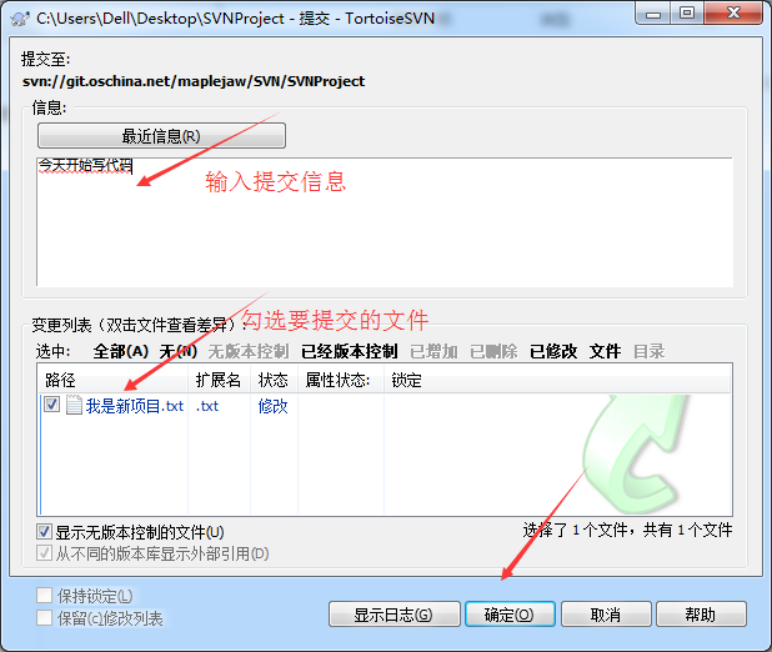 C:\Users\Dell\Desktop\SVNProject - 提交 - TortoiseSVN
提交至:
svn://git.oschina.net/maplejaw/SVN/SVNProject
信息:
最近信息(R)
今天开始写代码
输入提交信息
变更列表（双击文件查看差异）:
勾选要提交的文件
选中: 全部(A) 无(N) 无版本控制 已经版本控制 已增加 已删除 已修改 文件 目录
路径 扩展名 状态 属性状态: 锁定
我是新项目.txt .txt 修改
显示无版本控制的文件(U)
选择了 1 个文件，共有 1 个文件
从不同的版本库显示外部引用(D)
保持锁定(L)
保留(c)修改列表
显示日志(G) 确定(O) 取消 帮助